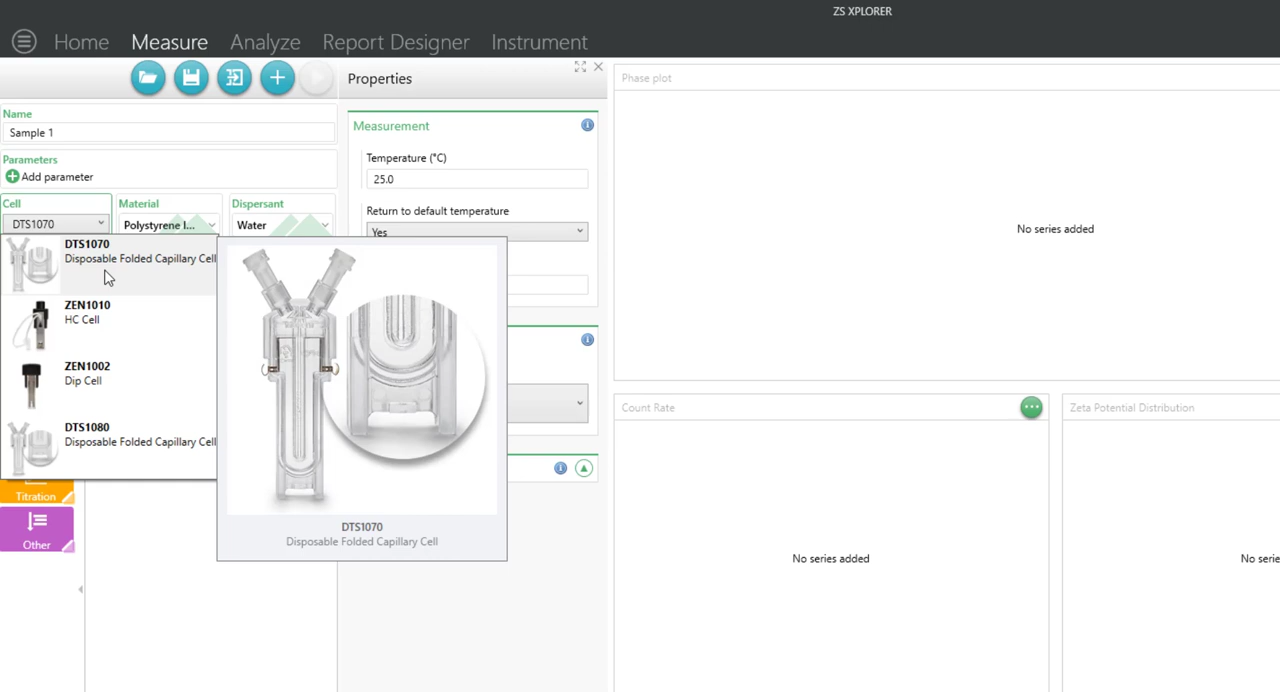 ZS XPLORER
Home
Measure
Analyze
Report Designer
Instrument
Name
Sample 1
Parameters
Add parameter
Cell
DTS1070
Material
Polystyrene l...
Dispersant
Water
DTS1070
Disposable Folded Capillary Cell
ZEN1010
HC Cell
ZEN1002
Dip Cell
DTS1080
Disposable Folded Capillary Cell
Titration
Other
Properties
Measurement
Temperature (°C)
25.0
Return to default temperature
Yes
DTS1070
Disposable Folded Capillary Cell
Phase plot
No series added
Count Rate
No series added
Zeta Potential Distribution
No serie